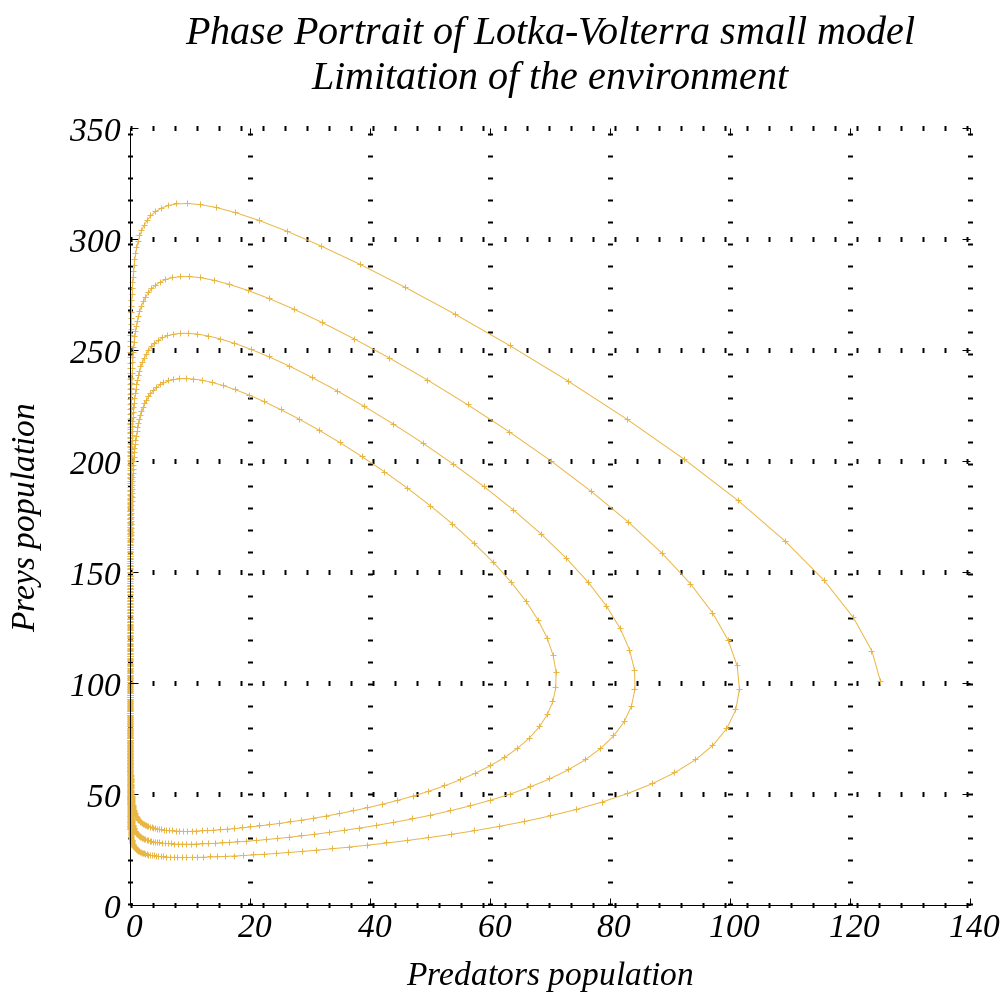 Phase Portrait of Lotka-Volterra small model
Limitation of the environment
350
300
250
200
150
100
50
0
Preys population
0 20 40 60 80 100 120 140
Predators population